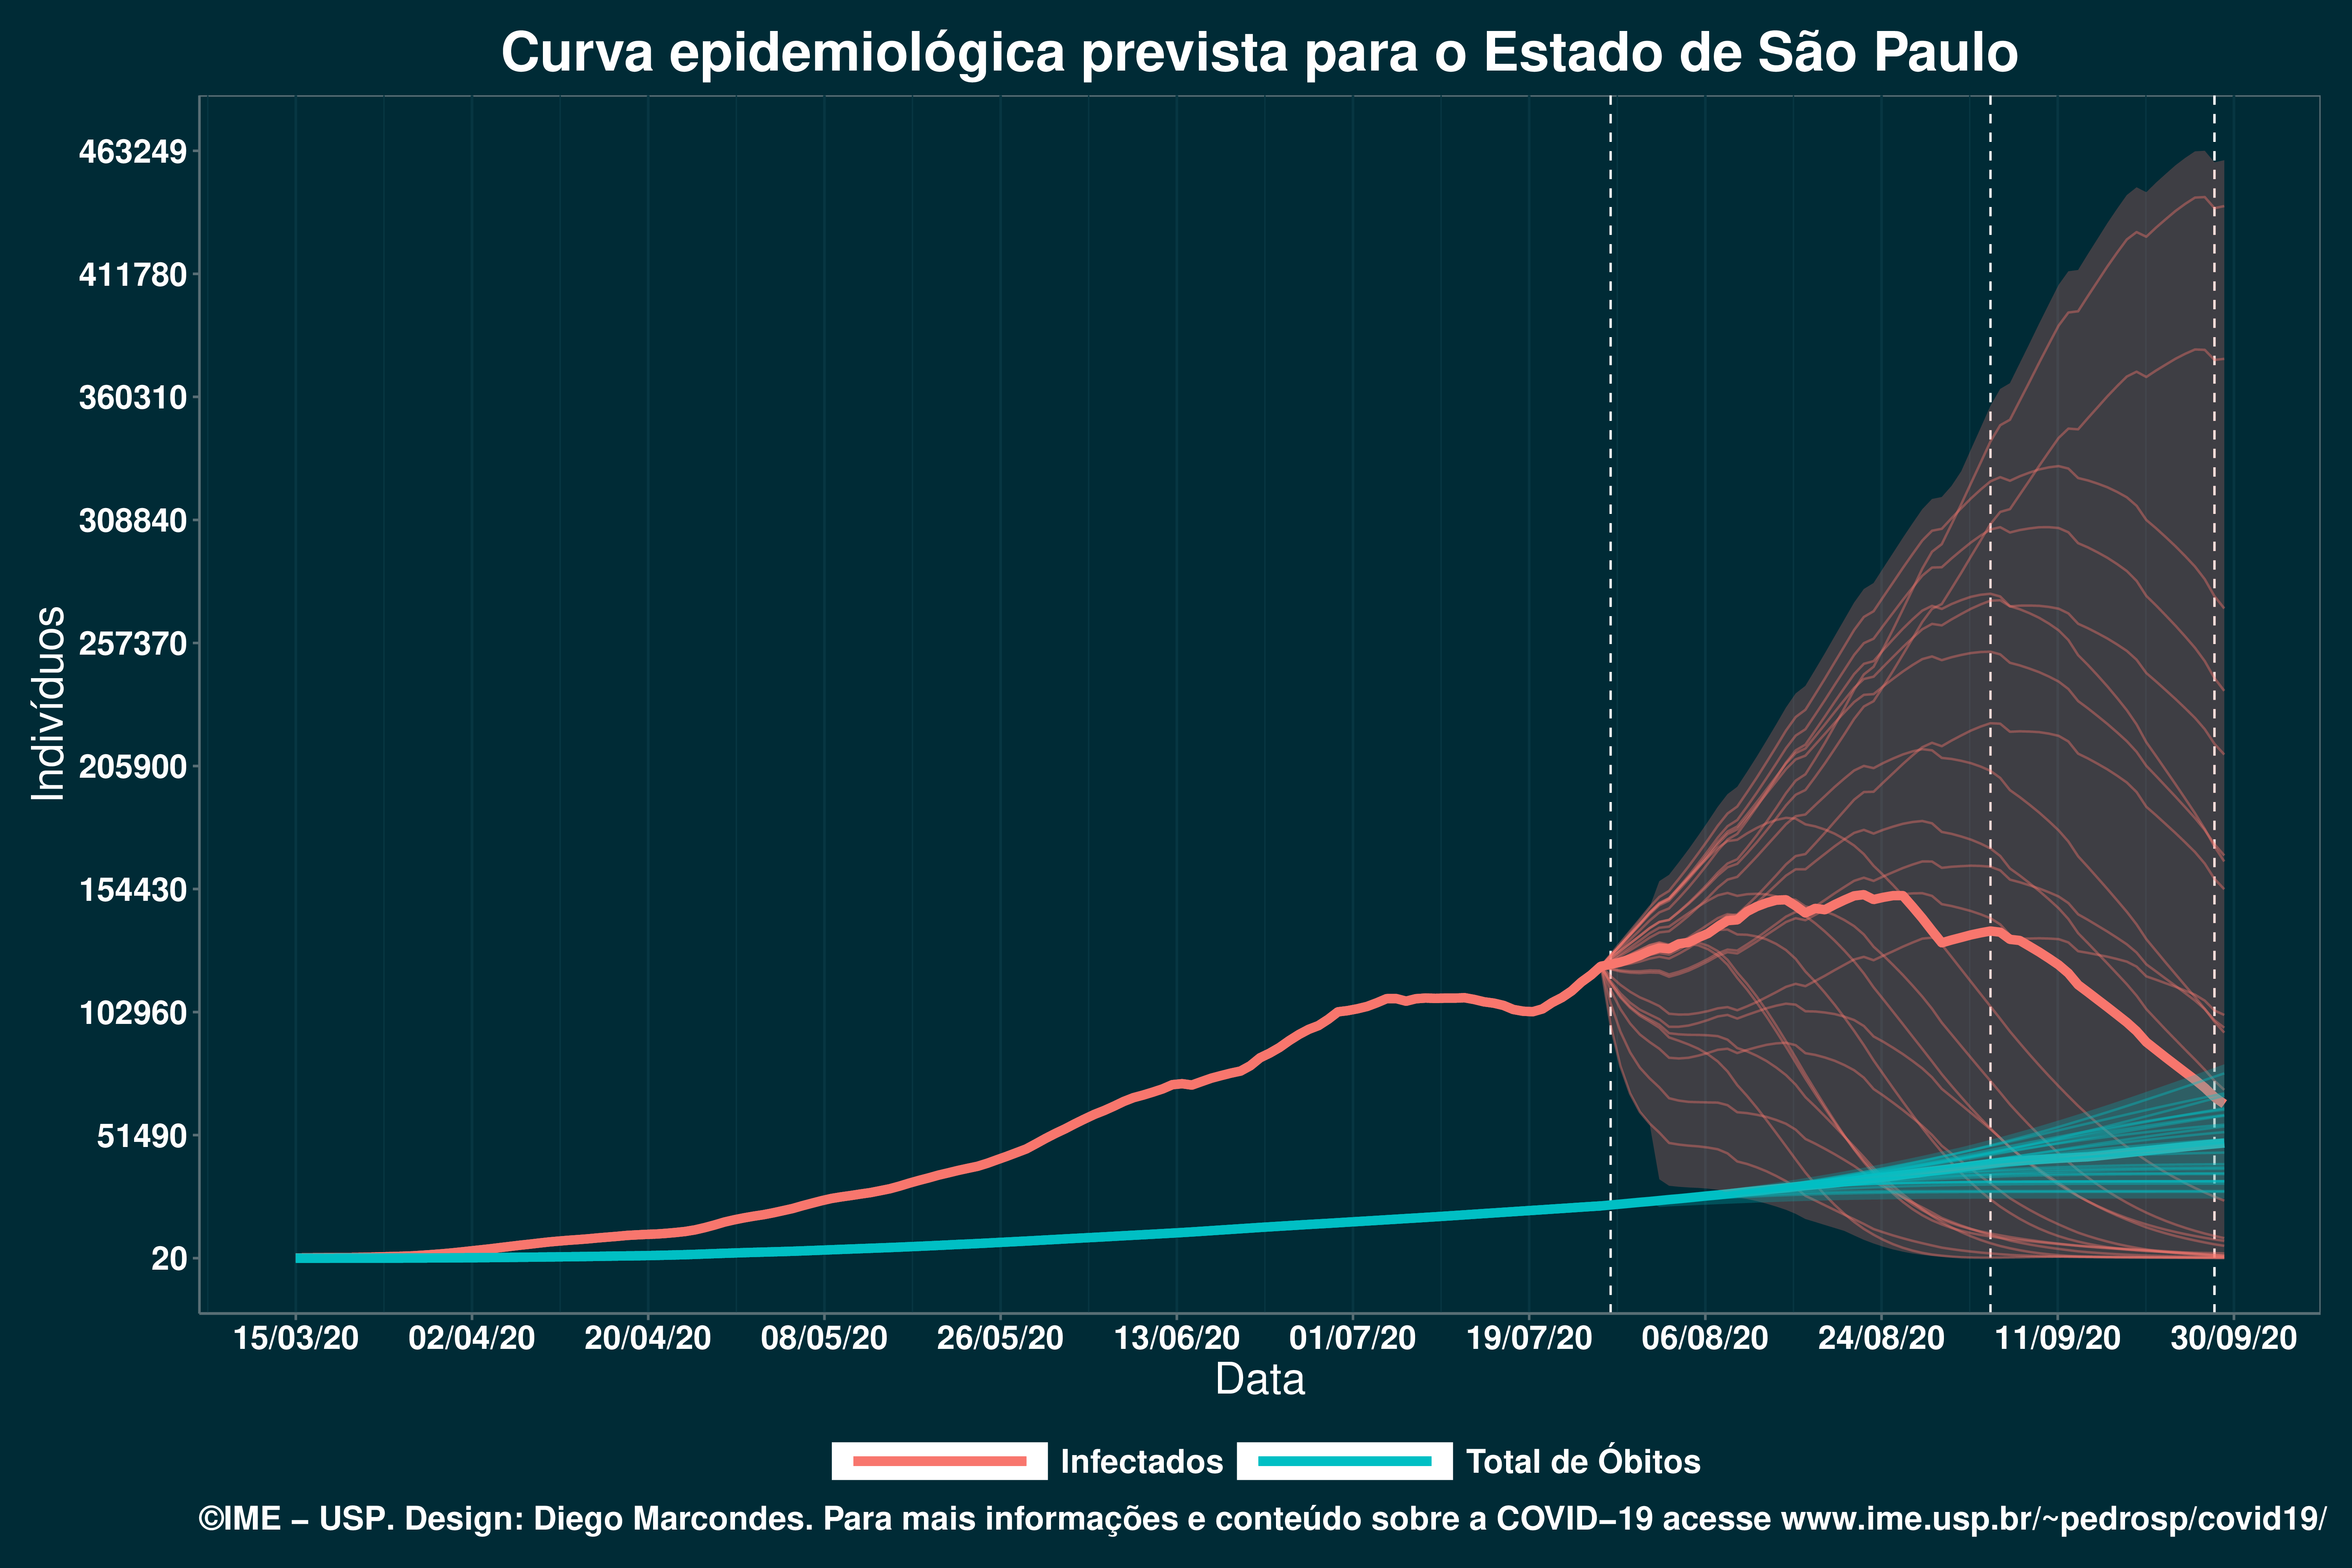 Curva epidemiológica prevista para o Estado de São Paulo
463249
411780
360310
308840
257370
205900
154430
102960
51490
20
Indivíduos
15/03/20 02/04/20 20/04/20 08/05/20 26/05/20 13/06/20 01/07/20 19/07/20 06/08/20 24/08/20 11/09/20 30/09/20
Data
Infectados Total de Óbitos
©IME – USP. Design: Diego Marcondes. Para mais informações e conteúdo sobre a COVID–19 acesse www.ime.usp.br/~pedrosp/covid19/